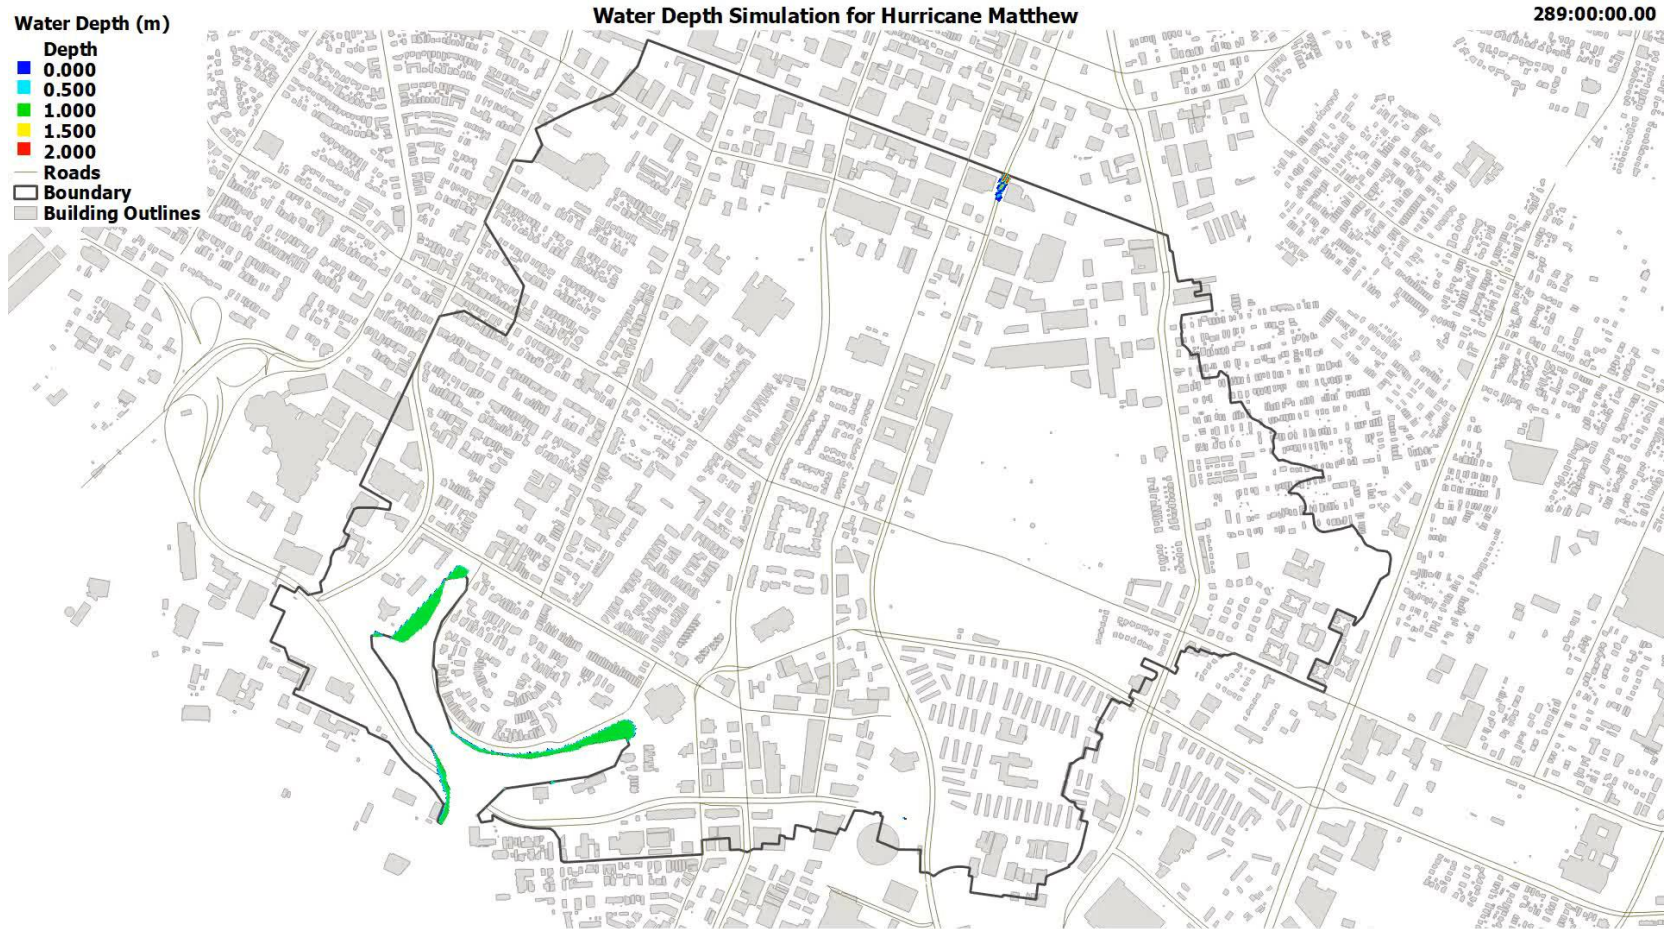 Water Depth Simulation for Hurricane Matthew
289:00:00.00
Water Depth (m)
Depth
0.000
0.500
1.000
1.500
2.000
Roads
Boundary
Building Outlines